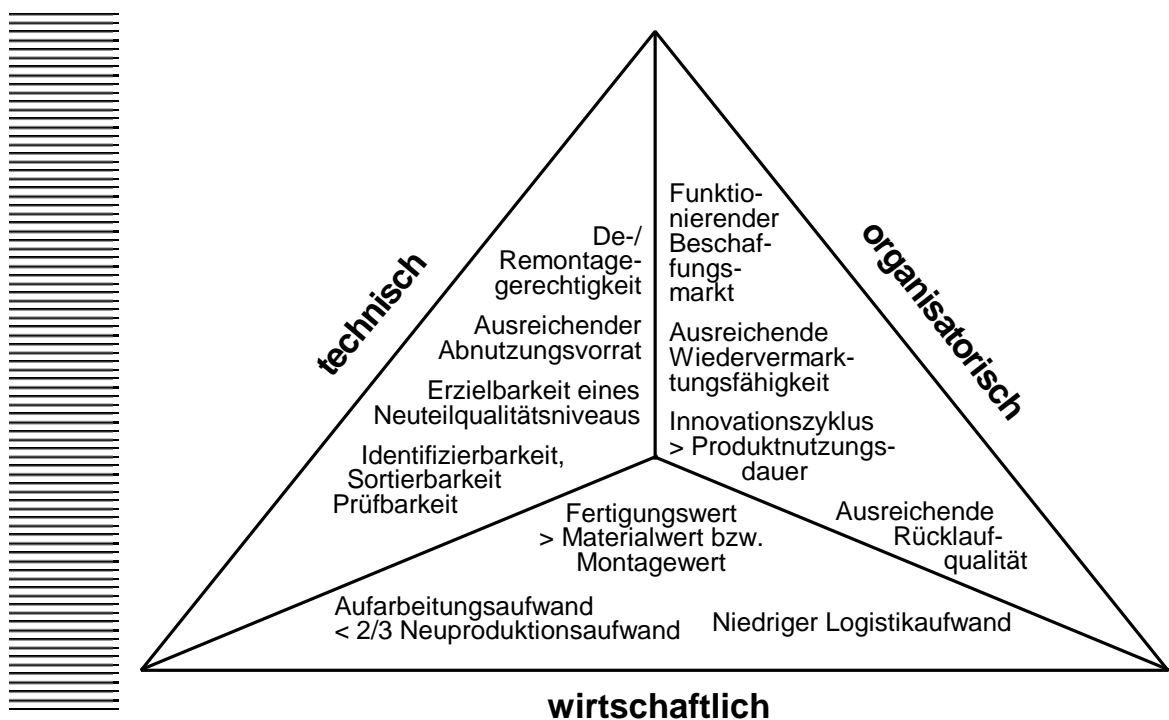 technisch
De-/
Remontage-
gerechtigkeit
Ausreichender
Abnutzungsvorrat
Erzielbarkeit eines
Neuteilqualitätsniveaus
Identifizierbarkeit,
Sortierbarkeit
Prüfbarkeit
organisatorisch
Funktio-
nierender
Beschaf-
fungs-
markt
Ausreichende
Wiedervermark-
tungsfähigkeit
Innovationszyklus
> Produktnutzungs-
dauer
Ausreichende
Rücklauf-
qualität
Fertigungswert
> Materialwert bzw.
Montagewert
Aufarbeitungsaufwand
< 2/3 Neuproduktionsaufwand
Niedriger Logistikaufwand
wirtschaftlich